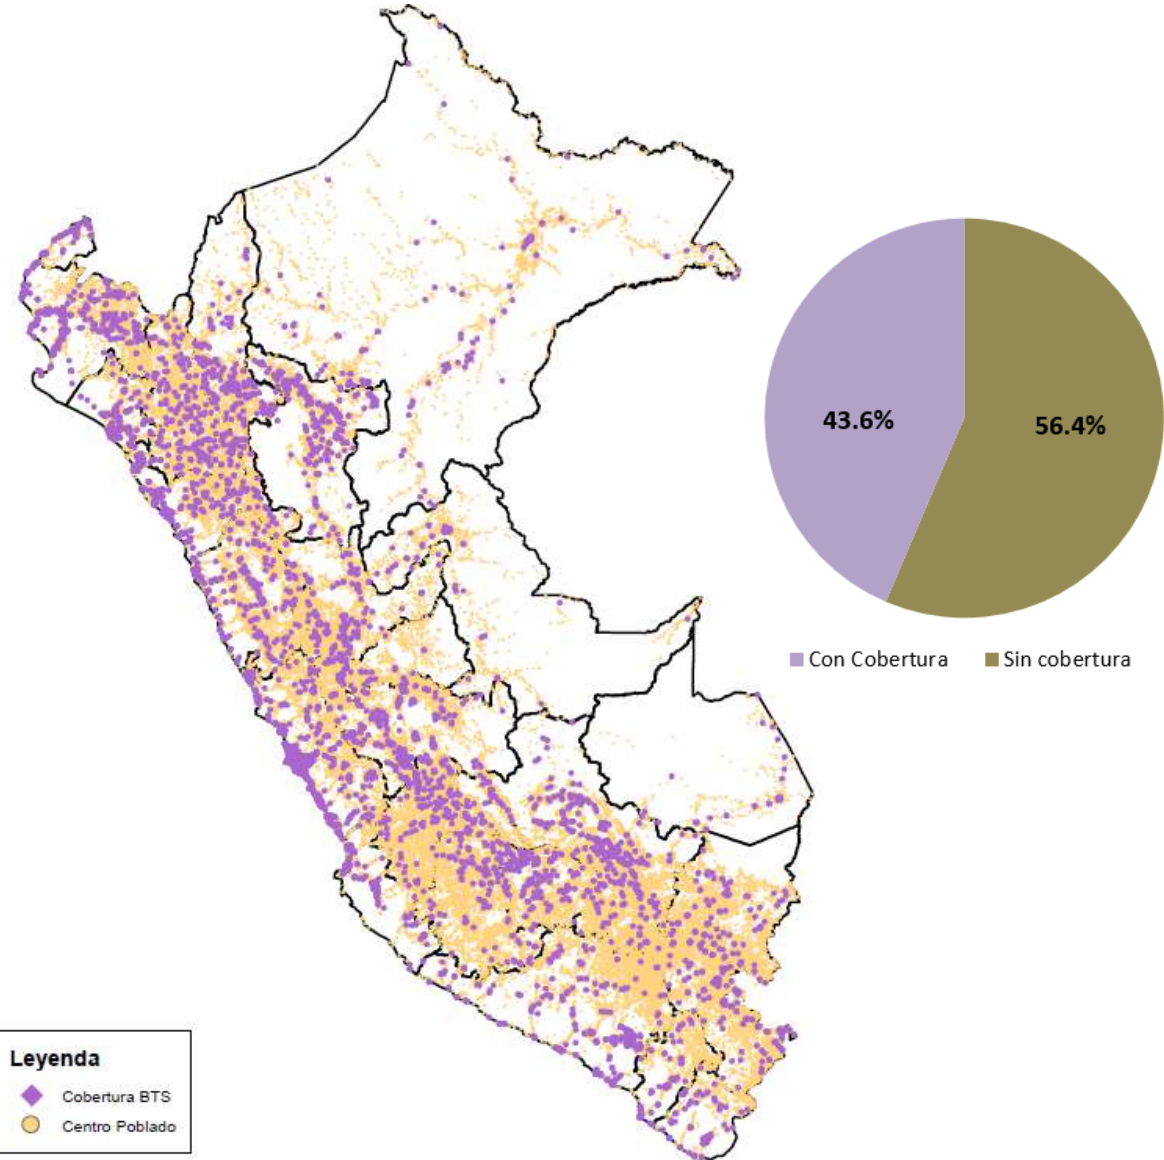 43.6%
56.4%
Con Cobertura
Sin cobertura
Leyenda
Cobertura BTS
Centro Poblado